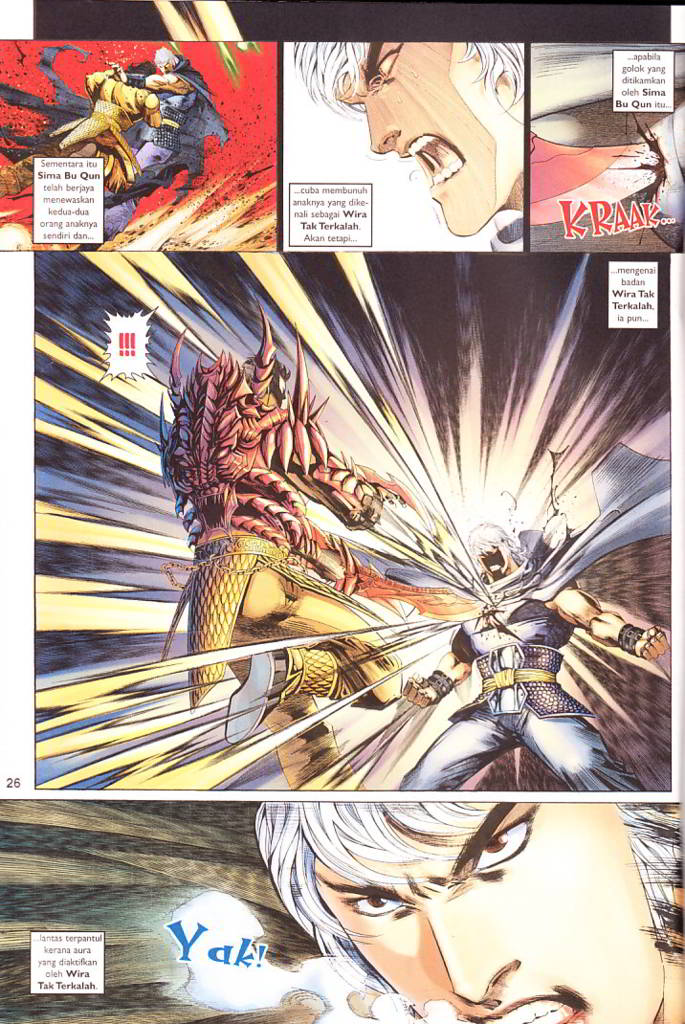 Sementara itu
Sima Bu Qun
telah berjaya
menewaskan
kedua-dua
orang anaknya
sendiri dan...
...cuba membunuh
anaknya yang dike-
nali sebagai Wira
Tak Terkalah.
Akan tetapi...
...apabila
golok yang
ditikamkan
oleh Sima
Bu Qun itu...
KRAAK...
...mengenai
badan
Wira Tak
Terkalah,
ia pun...
!!!
26
...lantas terpantul
kerana aura
yang diaktifkan
oleh Wira
Tak Terkalah.
Yak!